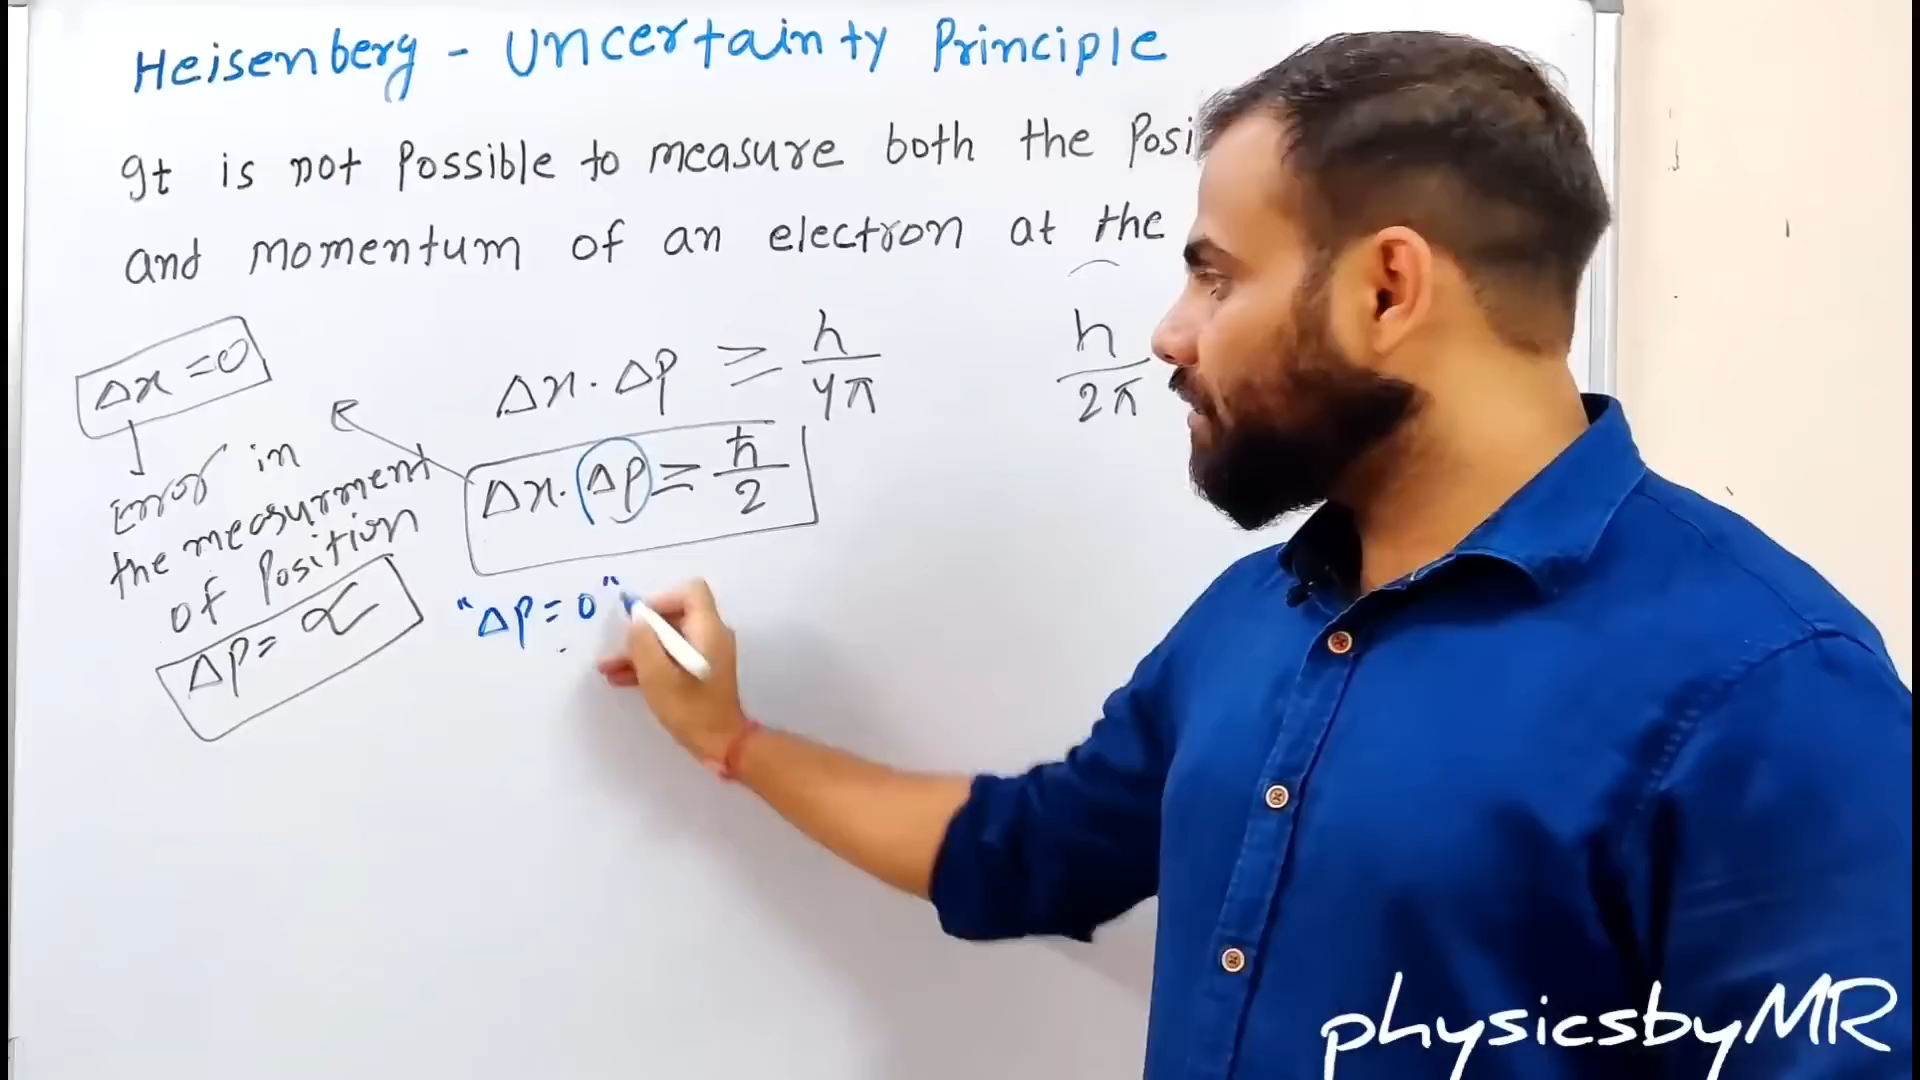 Heisenberg - Uncertainty Principle
It is not Possible to measure both the Posi
and momentum of an electron at the
Δx = 0
Error in
the measurment
of Position
ΔP = ∝
Δx . Δp ≥ h/4π
Δx . Δp ≥ ℏ/2
h/2π
"ΔP = 0"
physicsbyMR